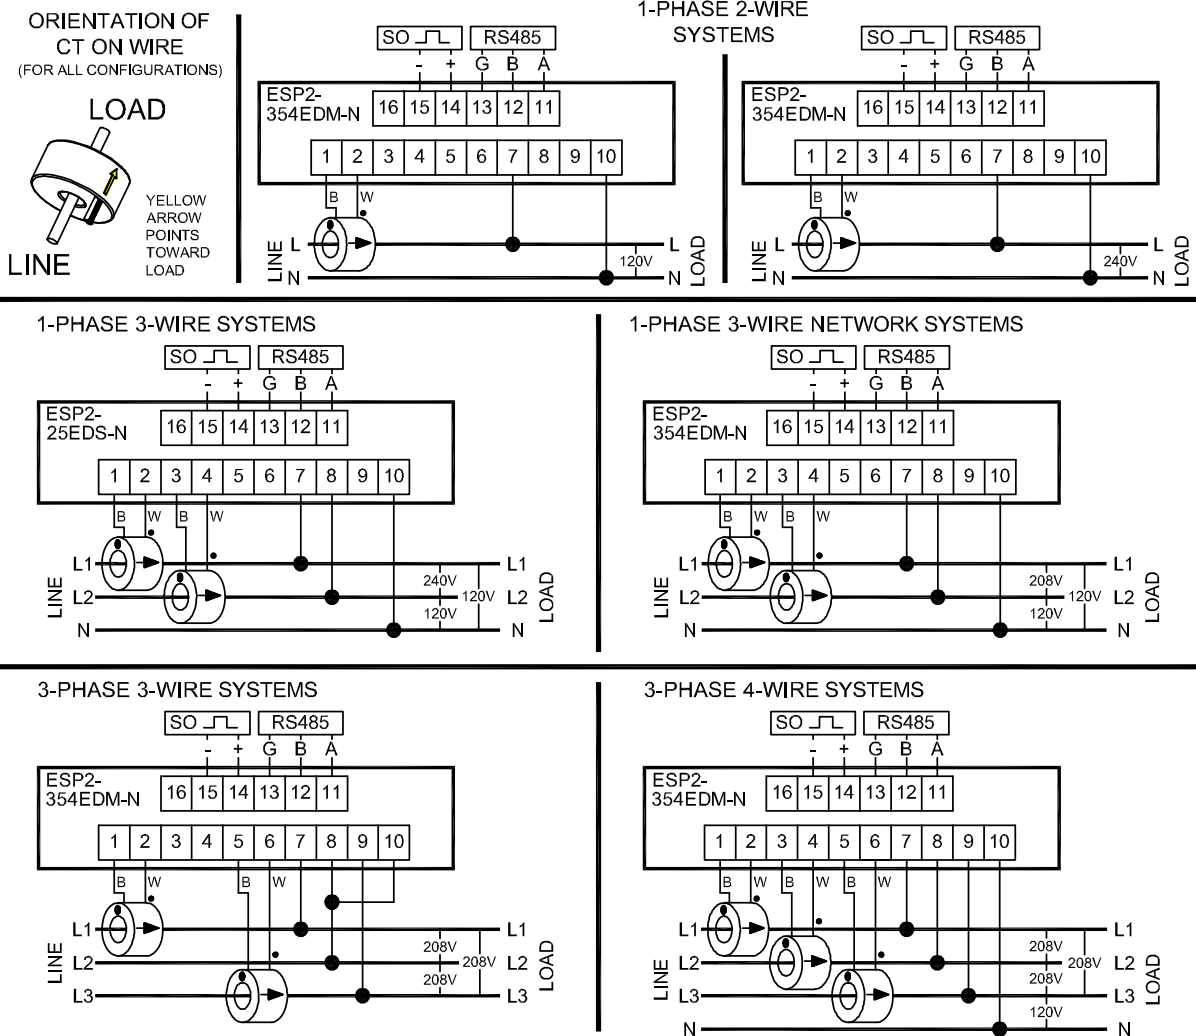 ORIENTATION OF
CT ON WIRE
(FOR ALL CONFIGURATIONS)
LOAD
YELLOW
ARROW
POINTS
TOWARD
LOAD
LINE
1-PHASE 2-WIRE
SYSTEMS
SO RS485
- + G B A
ESP2-
354EDM-N
16 15 14 13 12 11
1 2 3 4 5 6 7 8 9 10
B W
LINE
L L
120V
N N
LOAD
SO RS485
- + G B A
ESP2-
354EDM-N
16 15 14 13 12 11
1 2 3 4 5 6 7 8 9 10
B W
LINE
L L
240V
N N
LOAD
1-PHASE 3-WIRE SYSTEMS
SO RS485
- + G B A
ESP2-
25EDS-N
16 15 14 13 12 11
1 2 3 4 5 6 7 8 9 10
B W B W
LINE
L1 L1
240V
L2 120V L2
120V
N N
LOAD
1-PHASE 3-WIRE NETWORK SYSTEMS
SO RS485
- + G B A
ESP2-
354EDM-N
16 15 14 13 12 11
1 2 3 4 5 6 7 8 9 10
B W B W
LINE
L1 L1
208V
L2 120V L2
120V
N N
LOAD
3-PHASE 3-WIRE SYSTEMS
SO RS485
- + G B A
ESP2-
354EDM-N
16 15 14 13 12 11
1 2 3 4 5 6 7 8 9 10
B W B W
LINE
L1 L1
208V
L2 208V L2
208V
L3 L3
LOAD
3-PHASE 4-WIRE SYSTEMS
SO RS485
- + G B A
ESP2-
354EDM-N
16 15 14 13 12 11
1 2 3 4 5 6 7 8 9 10
B W B W B W
LINE
L1 L1
208V
L2 208V L2
208V
L3 L3
120V
N N
LOAD